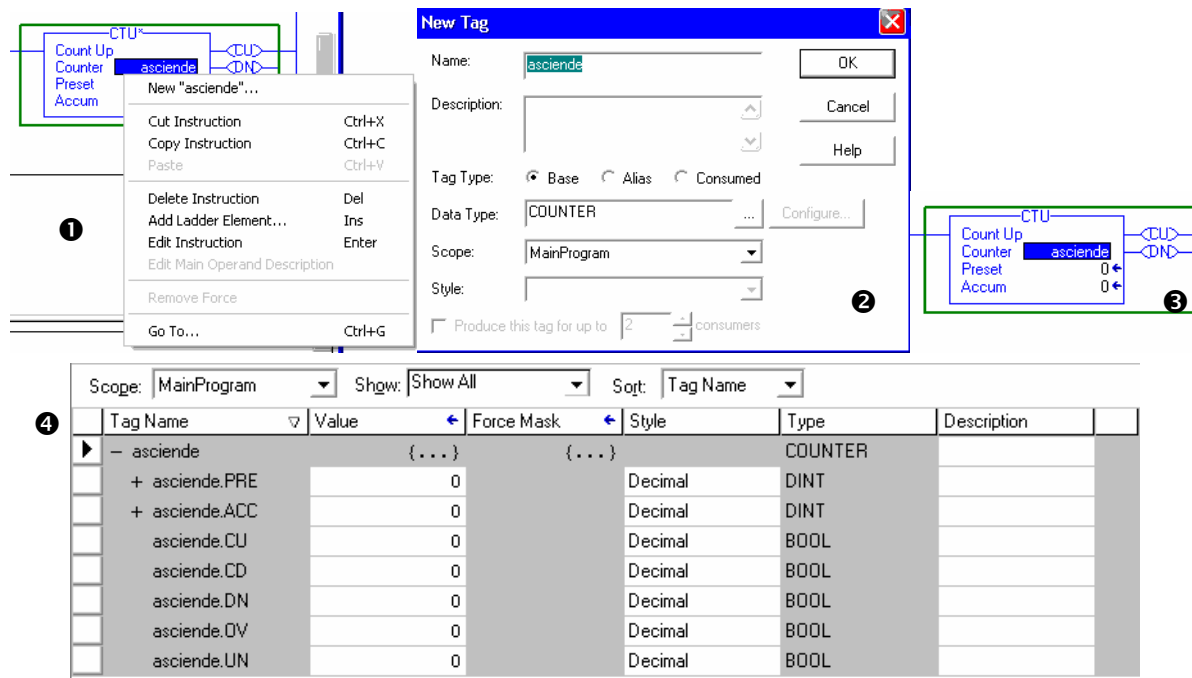 CTU*
Count Up
Counter asciende
Preset
Accum
CU
DN
New "asciende"...
Cut Instruction Ctrl+X
Copy Instruction Ctrl+C
Paste Ctrl+V
Delete Instruction Del
Add Ladder Element... Ins
Edit Instruction Enter
Edit Main Operand Description
Remove Force
Go To... Ctrl+G
❶
New Tag
Name: asciende
Description:
Tag Type: Base Alias Consumed
Data Type: COUNTER ... Configure...
Scope: MainProgram
Style:
Produce this tag for up to 2 consumers
OK
Cancel
Help
❷
CTU
Count Up
Counter asciende
Preset 0
Accum 0
CU
DN
❸
❹
Scope: MainProgram Show: Show All Sort: Tag Name
Tag Name Value Force Mask Style Type Description
− asciende {...} {...} COUNTER
+ asciende.PRE 0 Decimal DINT
+ asciende.ACC 0 Decimal DINT
asciende.CU 0 Decimal BOOL
asciende.CD 0 Decimal BOOL
asciende.DN 0 Decimal BOOL
asciende.OV 0 Decimal BOOL
asciende.UN 0 Decimal BOOL